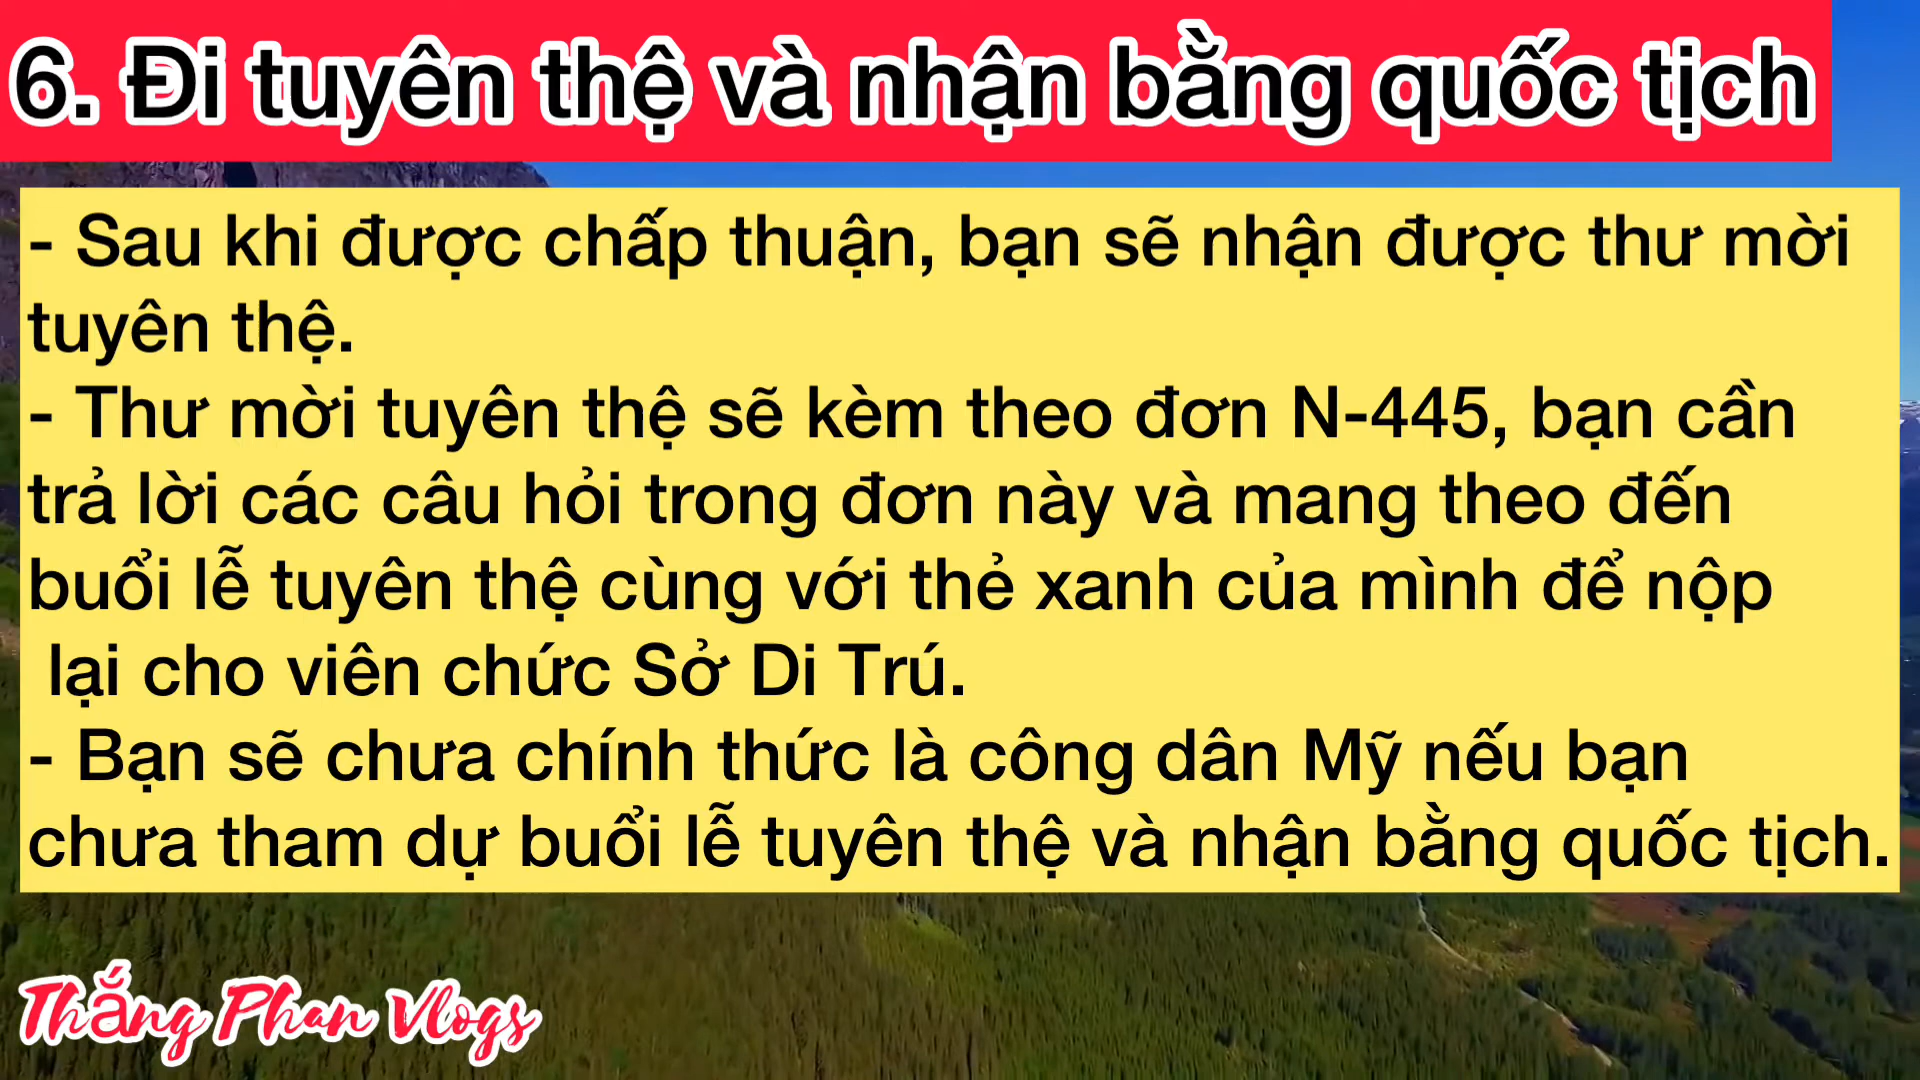 6. Đi tuyên thệ và nhận bằng quốc tịch
- Sau khi được chấp thuận, bạn sẽ nhận được thư mời
tuyên thệ.
- Thư mời tuyên thệ sẽ kèm theo đơn N-445, bạn cần
trả lời các câu hỏi trong đơn này và mang theo đến
buổi lễ tuyên thệ cùng với thẻ xanh của mình để nộp
lại cho viên chức Sở Di Trú.
- Bạn sẽ chưa chính thức là công dân Mỹ nếu bạn
chưa tham dự buổi lễ tuyên thệ và nhận bằng quốc tịch.
Thắng Phan Vlogs